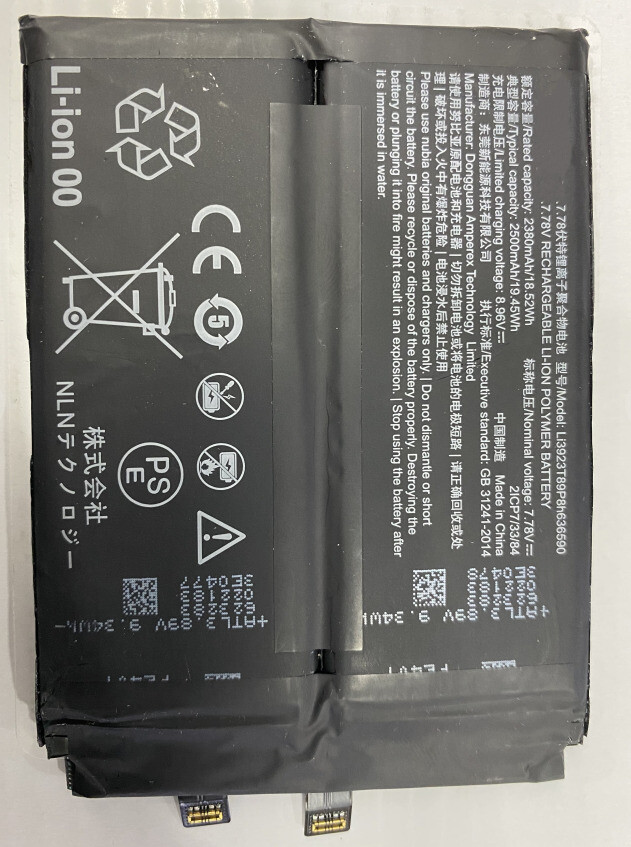 7.78伏特锂离子聚合物电池 型号/Model: Li3923T89P8h636590
7.78V RECHARGEABLE LI-ION POLYMER BATTERY
额定容量/Rated capacity: 2380mAh/18.52Wh 标称电压/Nominal voltage: 7.78V⎓
典型容量/Typical capacity: 2500mAh/19.45Wh 2ICP7/33/84
充电限制电压/Limited charging voltage: 8.96V⎓ 中国制造 Made in China
制造商：东莞新能源科技有限公司 执行标准/Executive standard: GB 31241-2014
Manufacturer: Dongguan Amperex Technology Limited
请使用努比亚原配电池和充电器 | 切勿拆卸电池或将电池的电极短路 | 请正确回收或处
理 | 破坏或投入火中有爆炸危险 | 电池浸水后禁止使用
Please use nubia original batteries and chargers only. | Do not dismantle or short
circuit the battery. Please recycle or dispose of the battery properly. Destroying the
battery or plunging it into fire might result in an explosion. | Stop using the battery after
it is immersed in water.
Li-ion 00
CE
5
PS
E
株式会社
NLNテクノロジー
+ATL3.89V 9.34Wh-